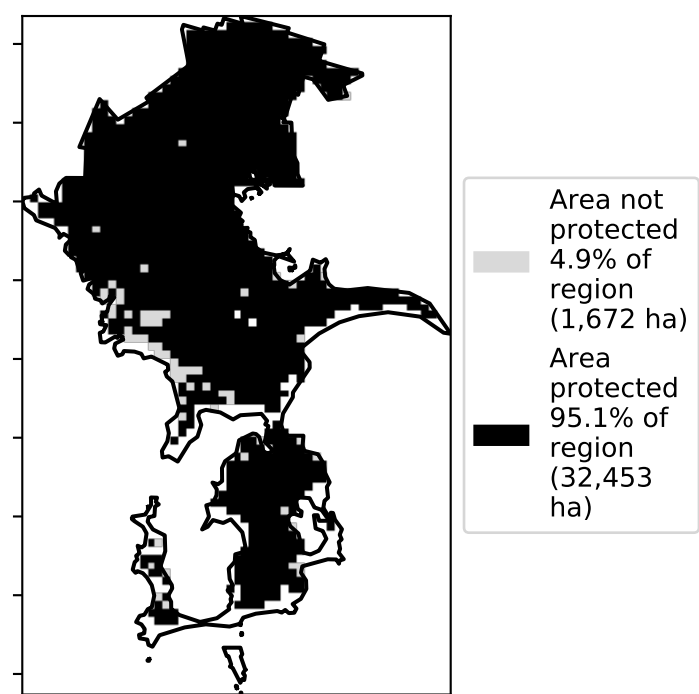 Area not
protected
4.9% of
region
(1,672 ha)
Area
protected
95.1% of
region
(32,453
ha)